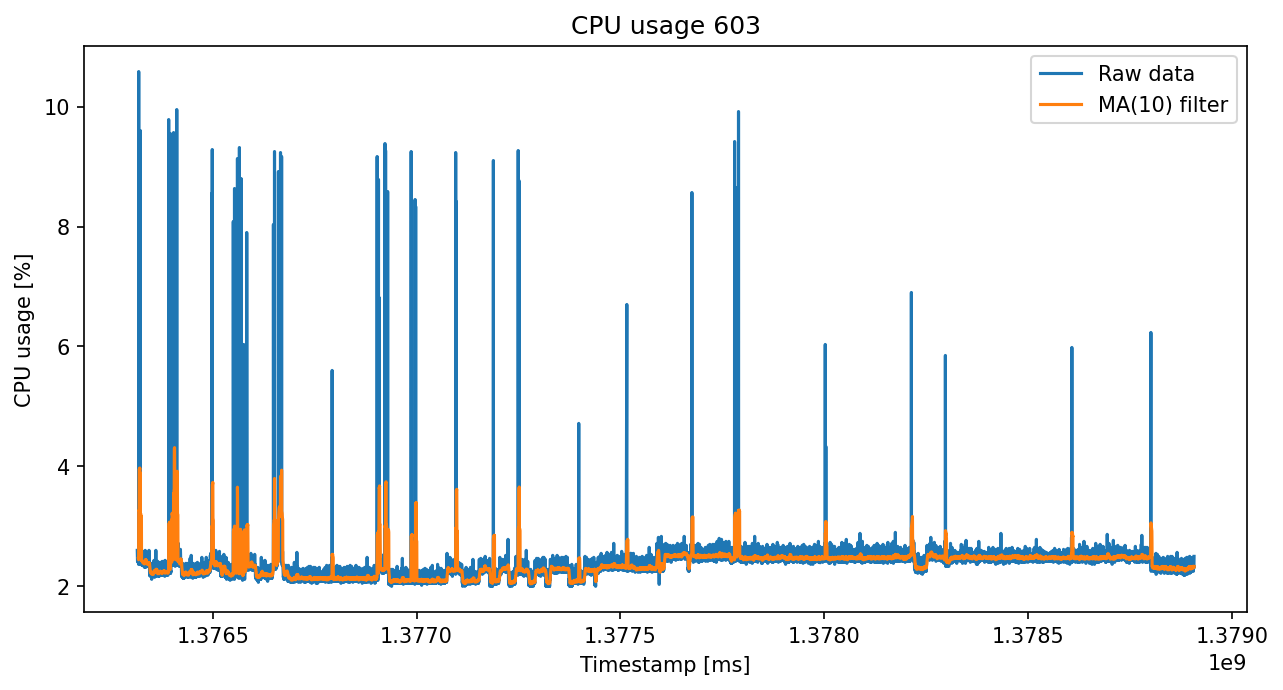 CPU usage 603
Raw data
MA(10) filter
CPU usage [%]
10
8
6
4
2
1.3765 1.3770 1.3775 1.3780 1.3785 1.3790
1e9
Timestamp [ms]